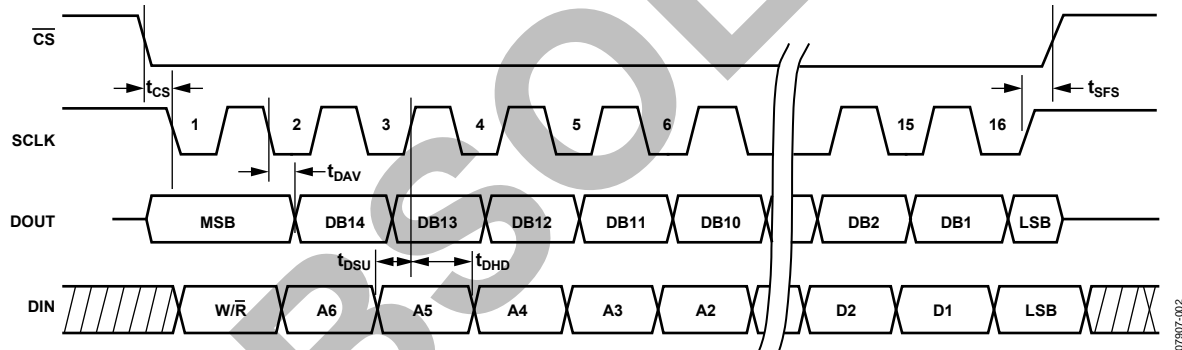 CS
tCS
tSFS
SCLK
1 2 3 4 5 6 15 16
tDAV
DOUT
MSB DB14 DB13 DB12 DB11 DB10 DB2 DB1 LSB
tDSU tDHD
DIN
W/R A6 A5 A4 A3 A2 D2 D1 LSB
07907-002